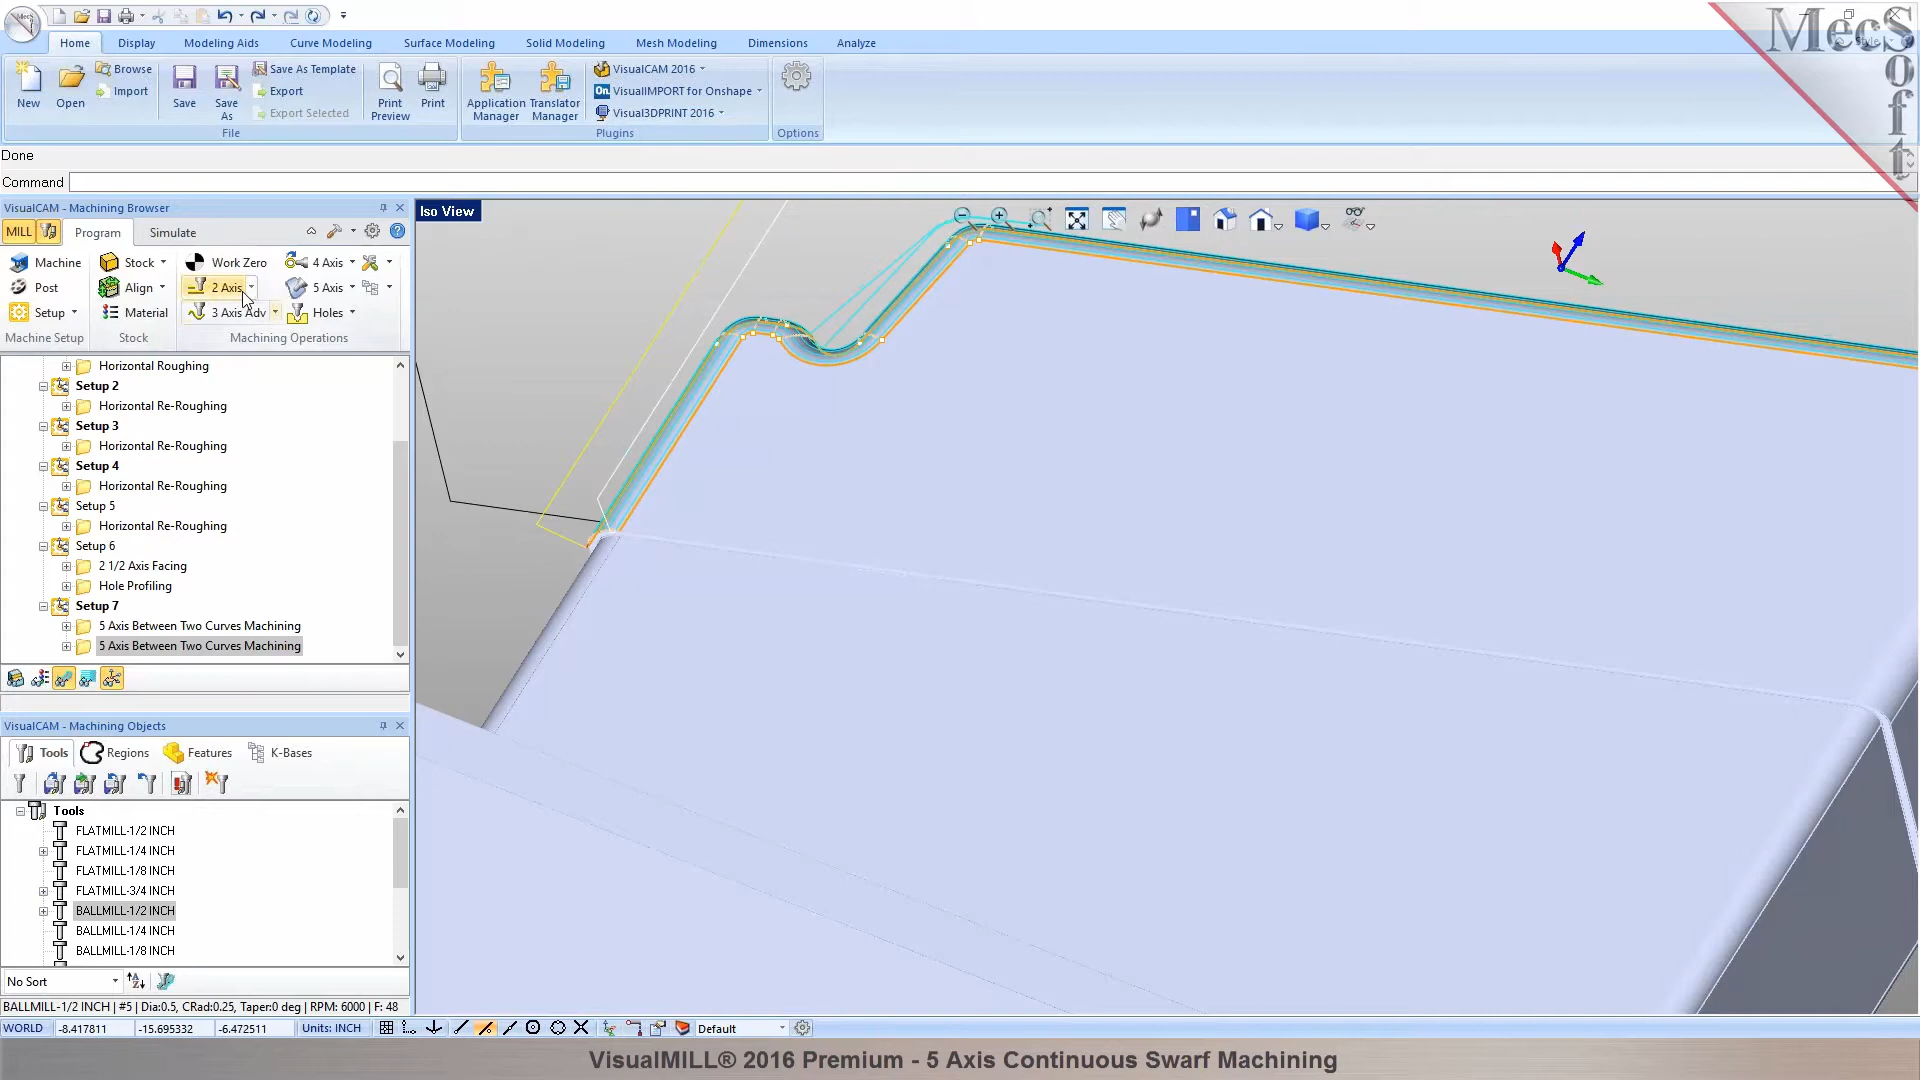 Home Display Modeling Aids Curve Modeling Surface Modeling Solid Modeling Mesh Modeling Dimensions Analyze
MecSoft
New Open Browse Import
Save Save As
Save As Template
Export
Export Selected
Print Preview
Print
Application Manager
Translator Manager
VisualCAM 2016
On VisualIMPORT for Onshape
Visual3DPRINT 2016
File Plugins Options
Done
Command
VisualCAM - Machining Browser
MILL Program Simulate
Machine Stock Work Zero 4 Axis
Post Align 2 Axis 5 Axis
Setup Material 3 Axis Adv Holes
Machine Setup Stock Machining Operations
Horizontal Roughing
Setup 2
Horizontal Re-Roughing
Setup 3
Horizontal Re-Roughing
Setup 4
Horizontal Re-Roughing
Setup 5
Horizontal Re-Roughing
Setup 6
2 1/2 Axis Facing
Hole Profiling
Setup 7
5 Axis Between Two Curves Machining
5 Axis Between Two Curves Machining
Iso View
VisualCAM - Machining Objects
Tools Regions Features K-Bases
Tools
FLATMILL-1/2 INCH
FLATMILL-1/4 INCH
FLATMILL-1/8 INCH
FLATMILL-3/4 INCH
BALLMILL-1/2 INCH
BALLMILL-1/4 INCH
BALLMILL-1/8 INCH
No Sort
BALLMILL-1/2 INCH | #5 | Dia:0.5, CRad:0.25, Taper:0 deg | RPM: 6000 | F: 48
WORLD -8.417811 -15.695332 -6.472511 Units: INCH Default
VisualMILL® 2016 Premium - 5 Axis Continuous Swarf Machining